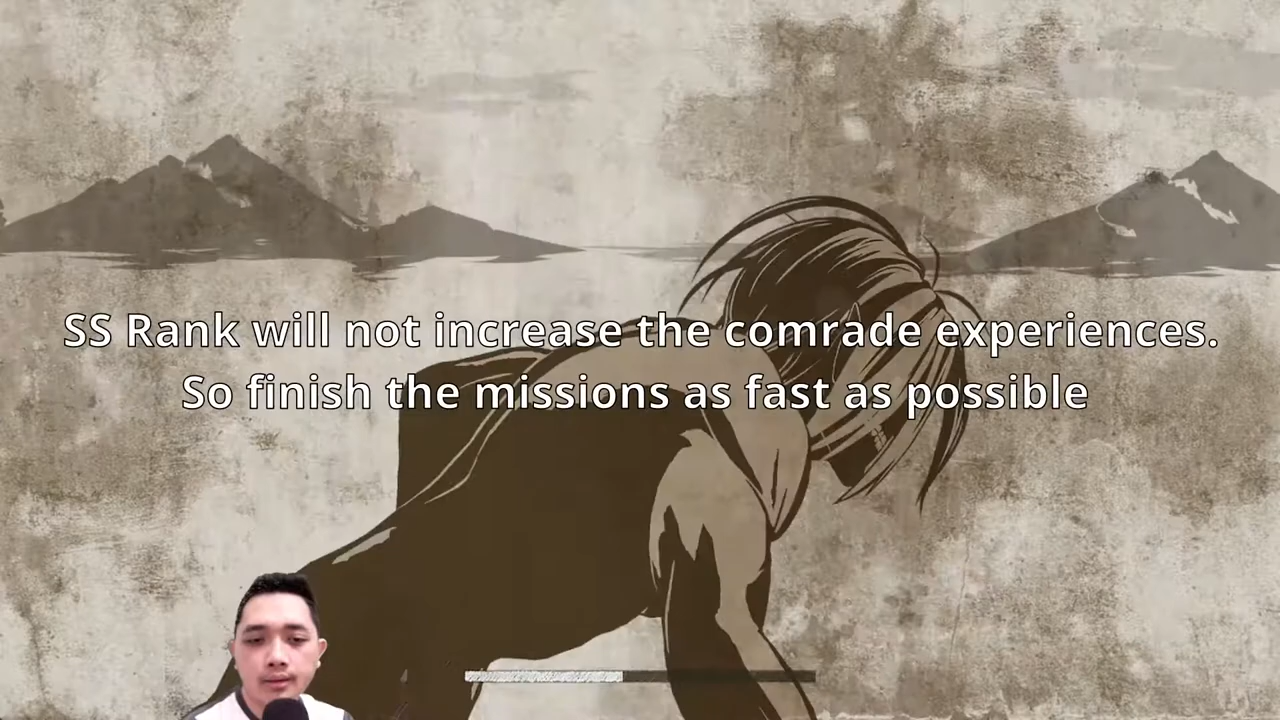 SS Rank will not increase the comrade experiences.
So finish the missions as fast as possible